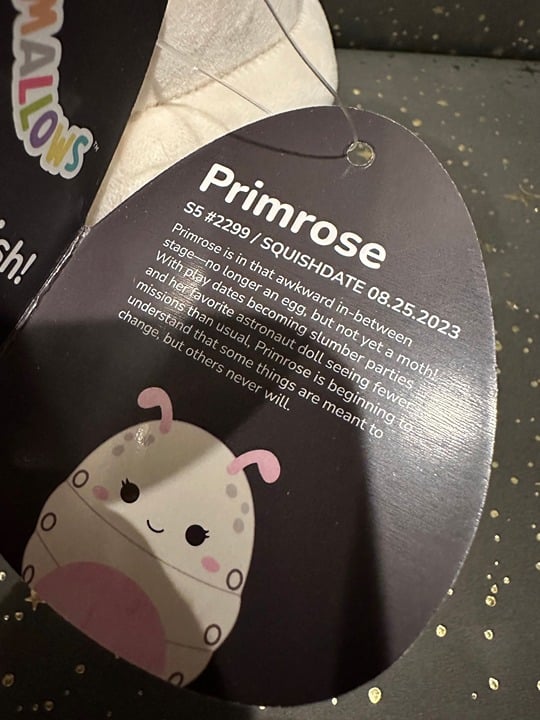 MALLOWS™
sh!
Primrose
S5 #2299 / SQUISHDATE 08.25.2023
Primrose is in that awkward in-between
stage—no longer an egg, but not yet a moth!
With play dates becoming slumber parties
and her favorite astronaut doll seeing fewer
missions than usual, Primrose is beginning to
understand that some things are meant to
change, but others never will.